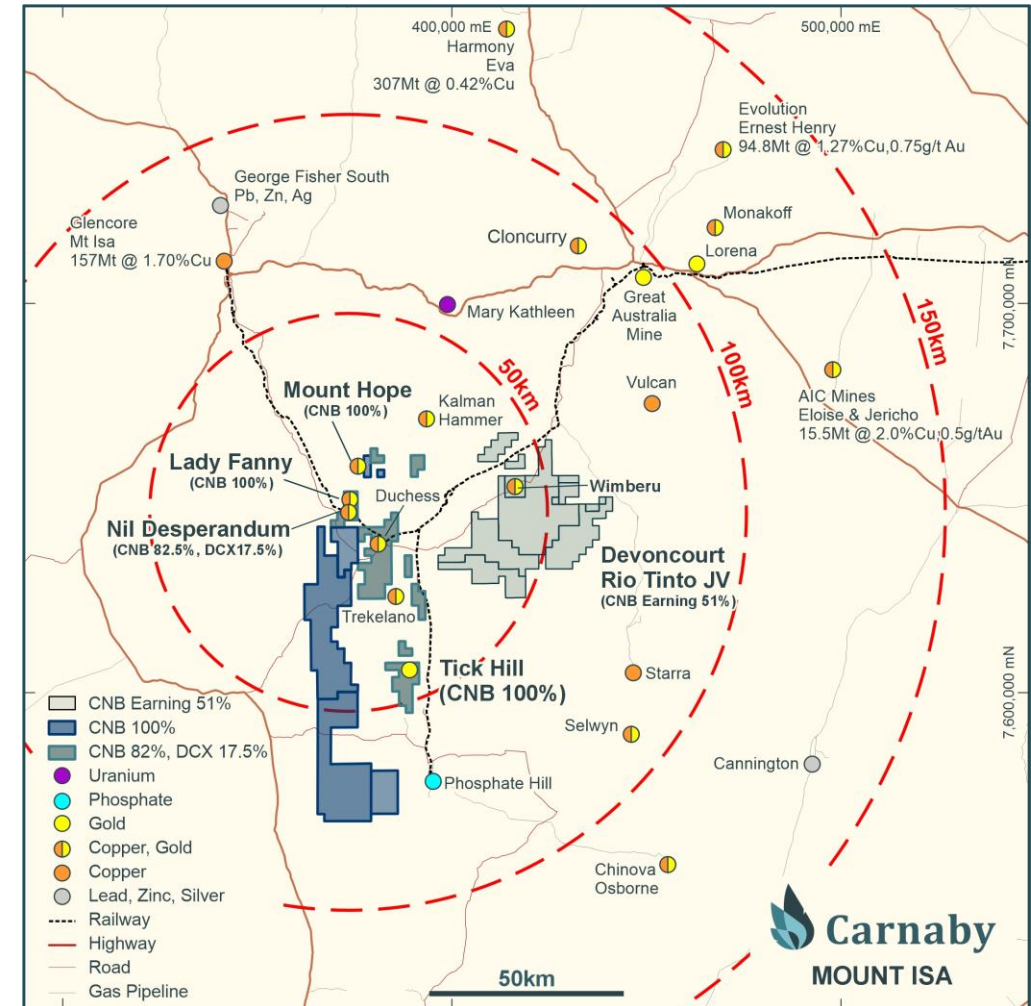 400,000 mE
500,000 mE
Harmony
Eva
307Mt @ 0.42%Cu
Evolution
Ernest Henry
94.8Mt @ 1.27%Cu,0.75g/t Au
George Fisher South
Pb, Zn, Ag
Glencore
Mt Isa
157Mt @ 1.70%Cu
Monakoff
Cloncurry
Lorena
Great
Australia
Mine
Mary Kathleen
7,700,000 mN
50km
100km
150km
Mount Hope
(CNB 100%)
Kalman
Hammer
Vulcan
AIC Mines
Eloise & Jericho
15.5Mt @ 2.0%Cu,0.5g/tAu
Lady Fanny
(CNB 100%)
Duchess
Wimberu
Nil Desperandum
(CNB 82.5%, DCX17.5%)
Devoncourt
Rio Tinto JV
(CNB Earning 51%)
Trekelano
Tick Hill
(CNB 100%)
Starra
7,600,000 mN
Selwyn
Cannington
Phosphate Hill
Chinova
Osborne
CNB Earning 51%
CNB 100%
CNB 82%, DCX 17.5%
Uranium
Phosphate
Gold
Copper, Gold
Copper
Lead, Zinc, Silver
Railway
Highway
Road
Gas Pipeline
50km
Carnaby
MOUNT ISA